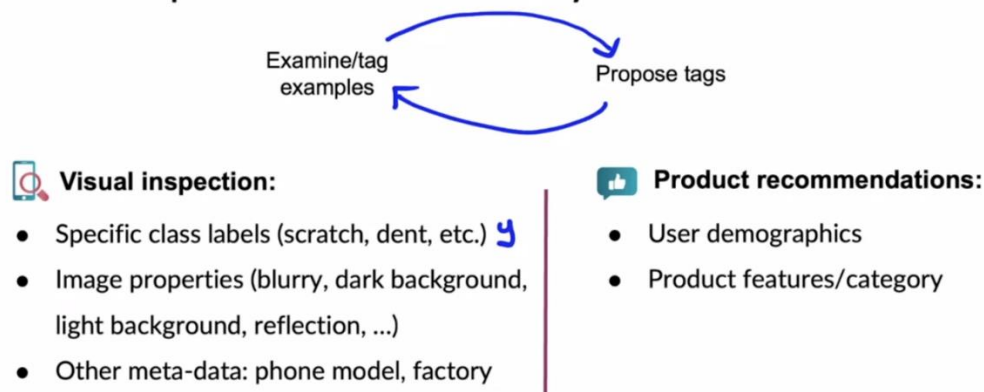 Examine/tag
examples
Propose tags
Visual inspection:
• Specific class labels (scratch, dent, etc.) y
• Image properties (blurry, dark background,
light background, reflection, ...)
• Other meta-data: phone model, factory
Product recommendations:
• User demographics
• Product features/category